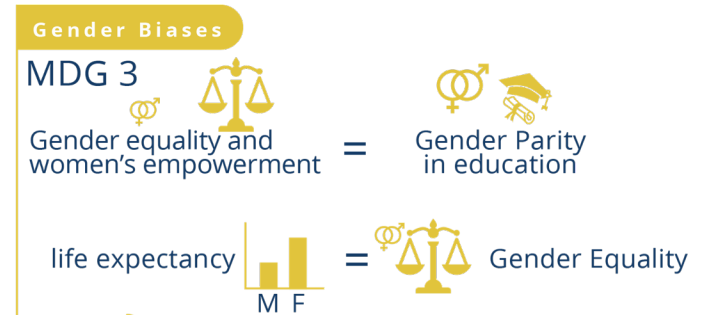 Gender Biases
MDG 3
Gender equality and
women's empowerment
=
Gender Parity
in education
life expectancy
M F
=
Gender Equality